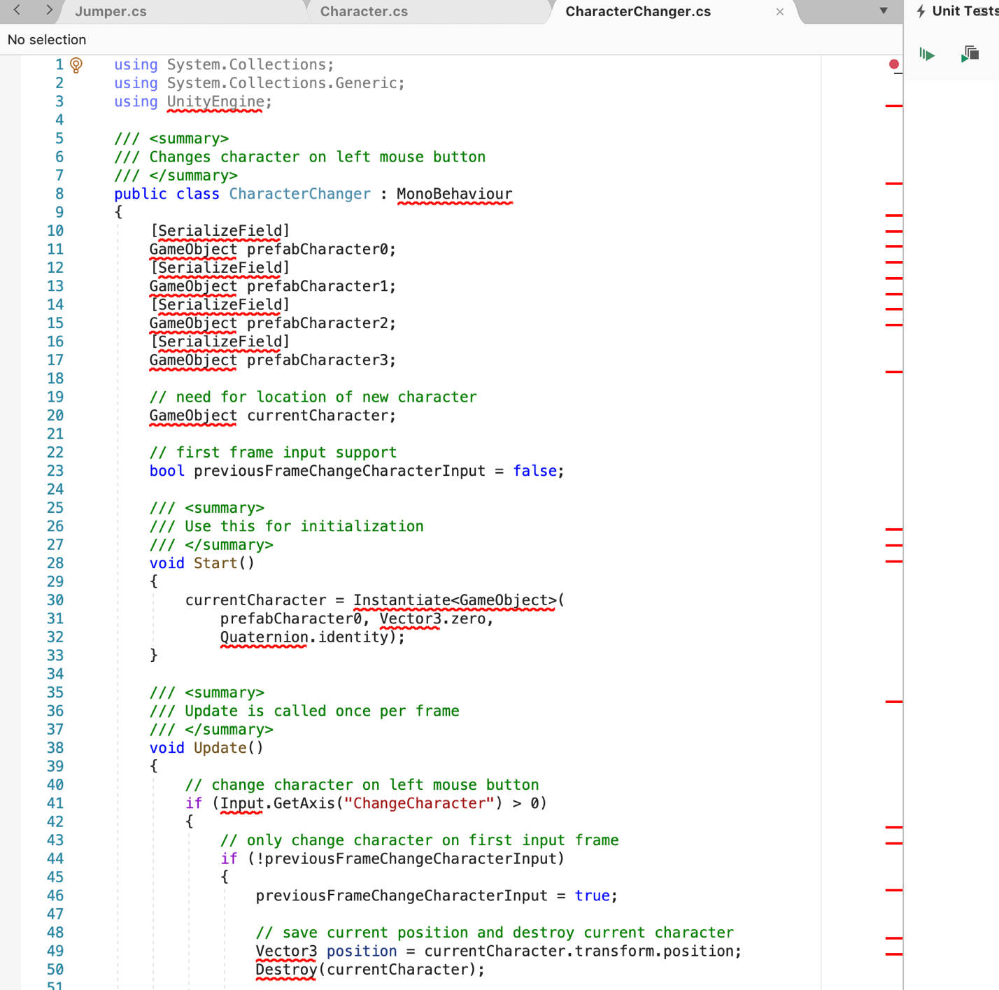 Jumper.cs Character.cs CharacterChanger.cs Unit Tests
No selection
1 using System.Collections;
2 using System.Collections.Generic;
3 using UnityEngine;
4
5 /// <summary>
6 /// Changes character on left mouse button
7 /// </summary>
8 public class CharacterChanger : MonoBehaviour
9 {
10 [SerializeField]
11 GameObject prefabCharacter0;
12 [SerializeField]
13 GameObject prefabCharacter1;
14 [SerializeField]
15 GameObject prefabCharacter2;
16 [SerializeField]
17 GameObject prefabCharacter3;
18
19 // need for location of new character
20 GameObject currentCharacter;
21
22 // first frame input support
23 bool previousFrameChangeCharacterInput = false;
24
25 /// <summary>
26 /// Use this for initialization
27 /// </summary>
28 void Start()
29 {
30 currentCharacter = Instantiate<GameObject>(
31 prefabCharacter0, Vector3.zero,
32 Quaternion.identity);
33 }
34
35 /// <summary>
36 /// Update is called once per frame
37 /// </summary>
38 void Update()
39 {
40 // change character on left mouse button
41 if (Input.GetAxis("ChangeCharacter") > 0)
42 {
43 // only change character on first input frame
44 if (!previousFrameChangeCharacterInput)
45 {
46 previousFrameChangeCharacterInput = true;
47
48 // save current position and destroy current character
49 Vector3 position = currentCharacter.transform.position;
50 Destroy(currentCharacter);
51